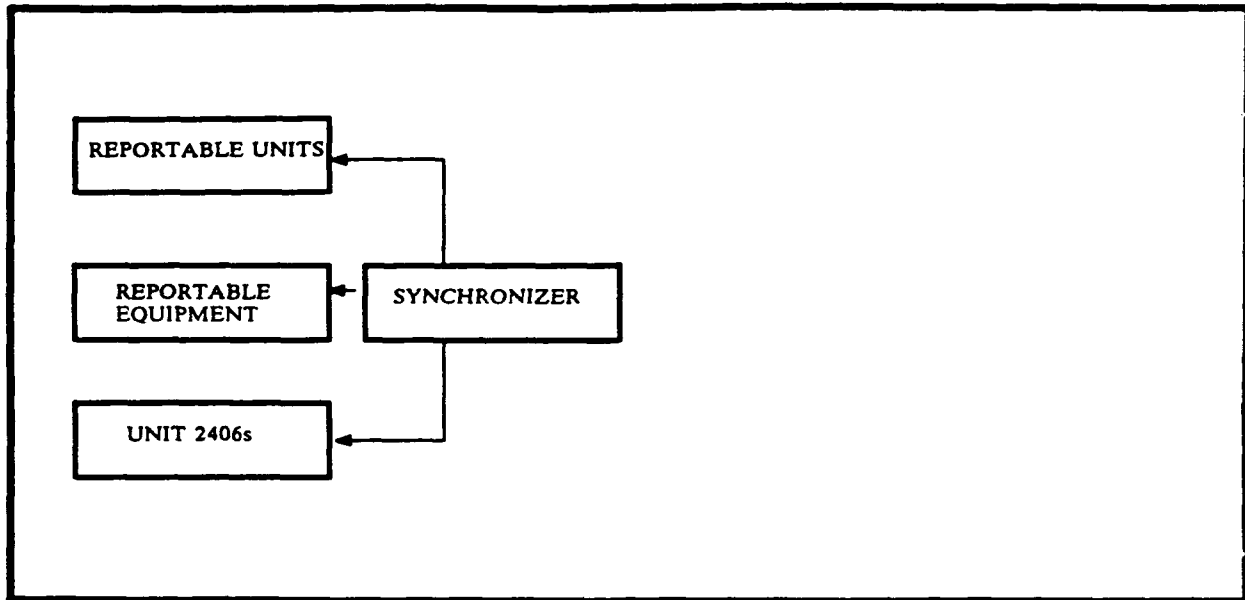 REPORTABLE UNITS
REPORTABLE
EQUIPMENT
SYNCHRONIZER
UNIT 2406s